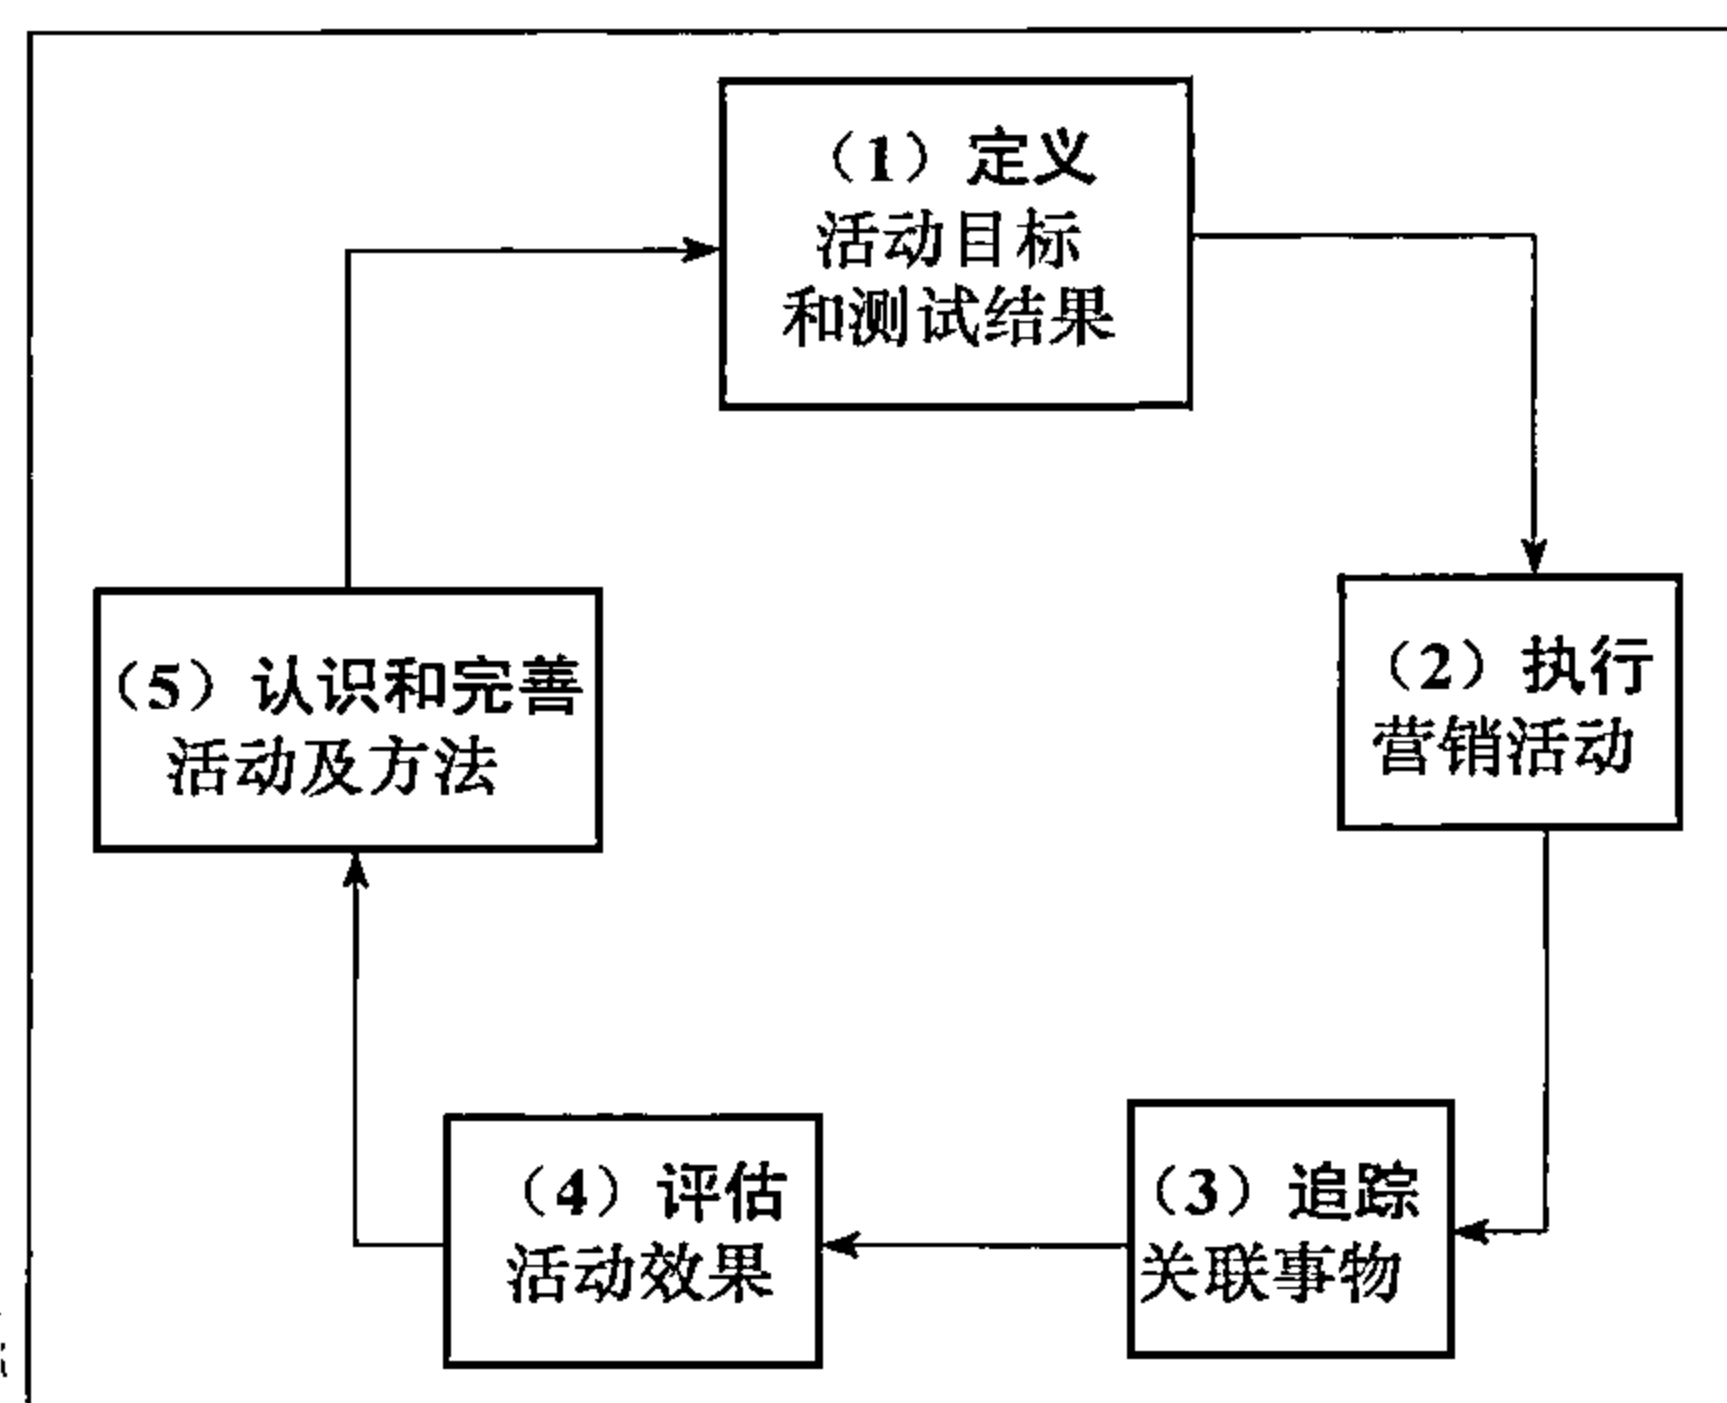 （1）定义
活动目标
和测试结果
（2）执行
营销活动
（3）追踪
关联事物
（4）评估
活动效果
（5）认识和完善
活动及方法